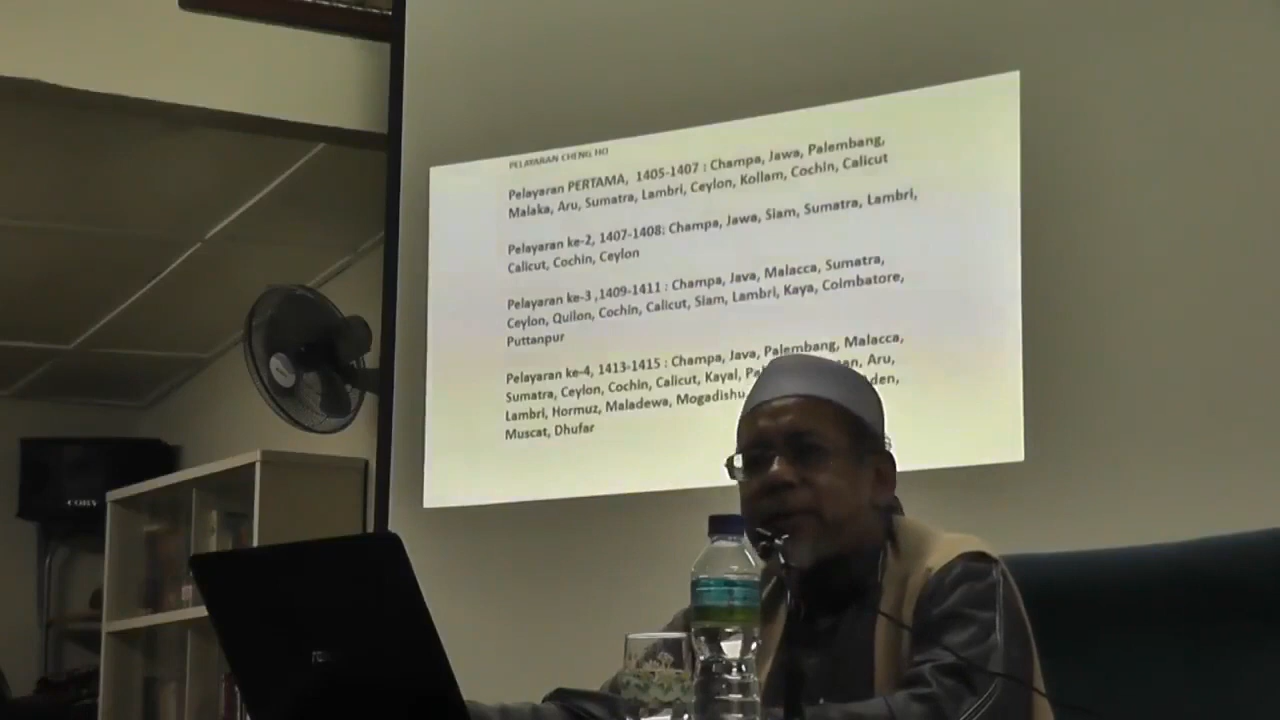 PELAYARAN CHENG HO
Pelayaran PERTAMA, 1405-1407 : Champa, Jawa, Palembang,
Malaka, Aru, Sumatra, Lambri, Ceylon, Kollam, Cochin, Calicut
Pelayaran ke-2, 1407-1408: Champa, Jawa, Siam, Sumatra, Lambri,
Calicut, Cochin, Ceylon
Pelayaran ke-3 ,1409-1411 : Champa, Java, Malacca, Sumatra,
Ceylon, Quilon, Cochin, Calicut, Siam, Lambri, Kaya, Coimbatore,
Puttanpur
Pelayaran ke-4, 1413-1415 : Champa, Java, Palembang, Malacca,
Sumatra, Ceylon, Cochin, Calicut, Kayal, Aru,
Lambri, Hormuz, Maladewa, Mogadishu
Muscat, Dhufar